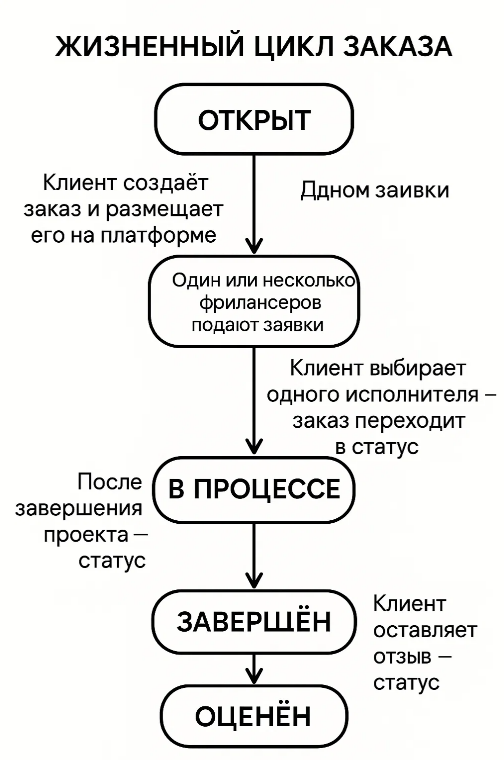 ЖИЗНЕННЫЙ ЦИКЛ ЗАКАЗА
ОТКРЫТ
Клиент создаёт
заказ и размещает
его на платформе
Ддном заивки
Один или несколько
фрилансеров
подают заявки
Клиент выбирает
одного исполнителя –
заказ переходит
в статус
В ПРОЦЕССЕ
После
завершения
проекта –
статус
ЗАВЕРШЁН
Клиент
оставляет
отзыв –
статус
ОЦЕНЁН